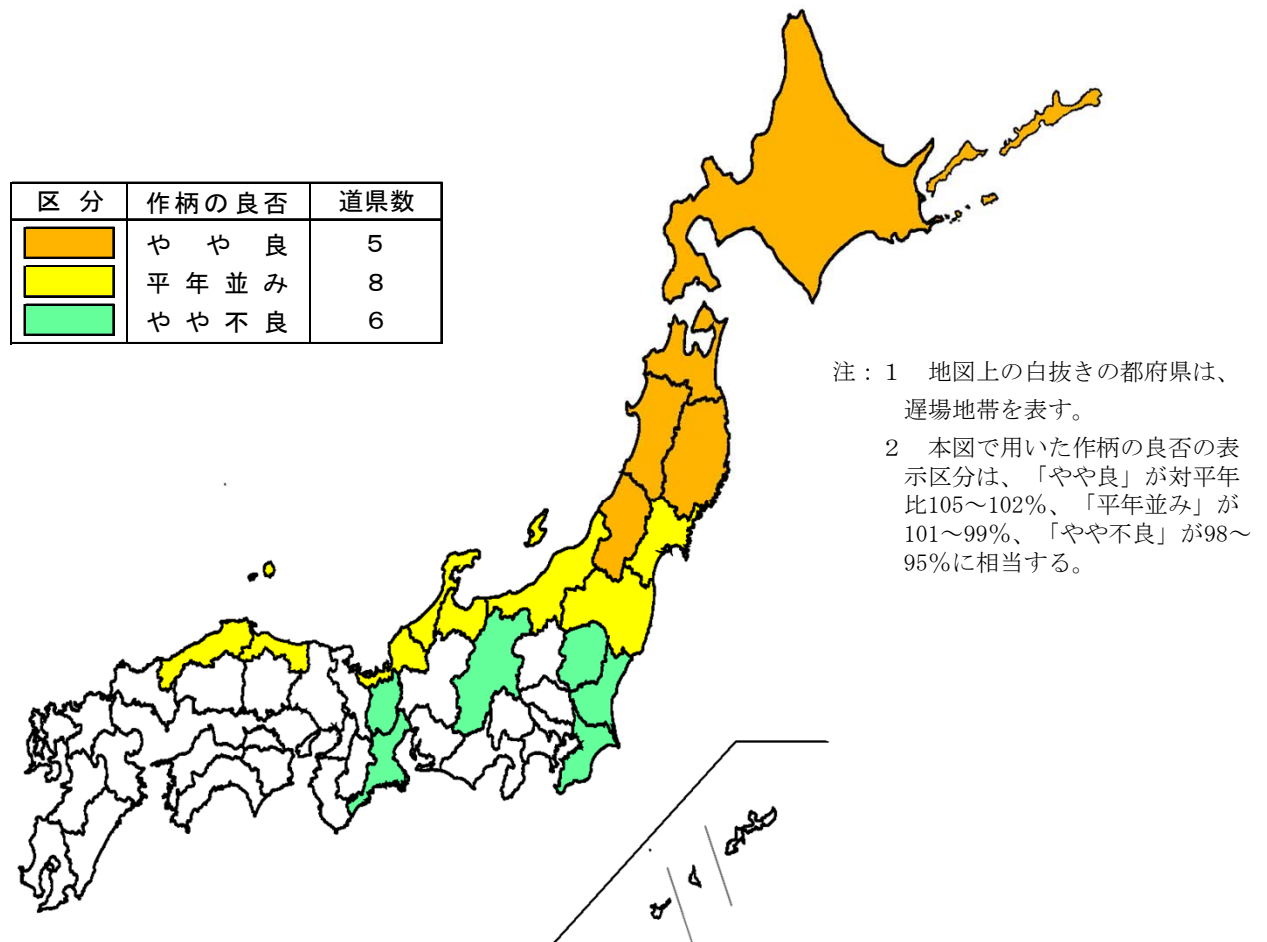 区分 作柄の良否 道県数
やや良 5
平年並み 8
やや不良 6
注：1 地図上の白抜きの都府県は、
遅場地帯を表す。
2 本図で用いた作柄の良否の表
示区分は、「やや良」が対平年
比105～102％、「平年並み」が
101～99％、「やや不良」が98～
95％に相当する。